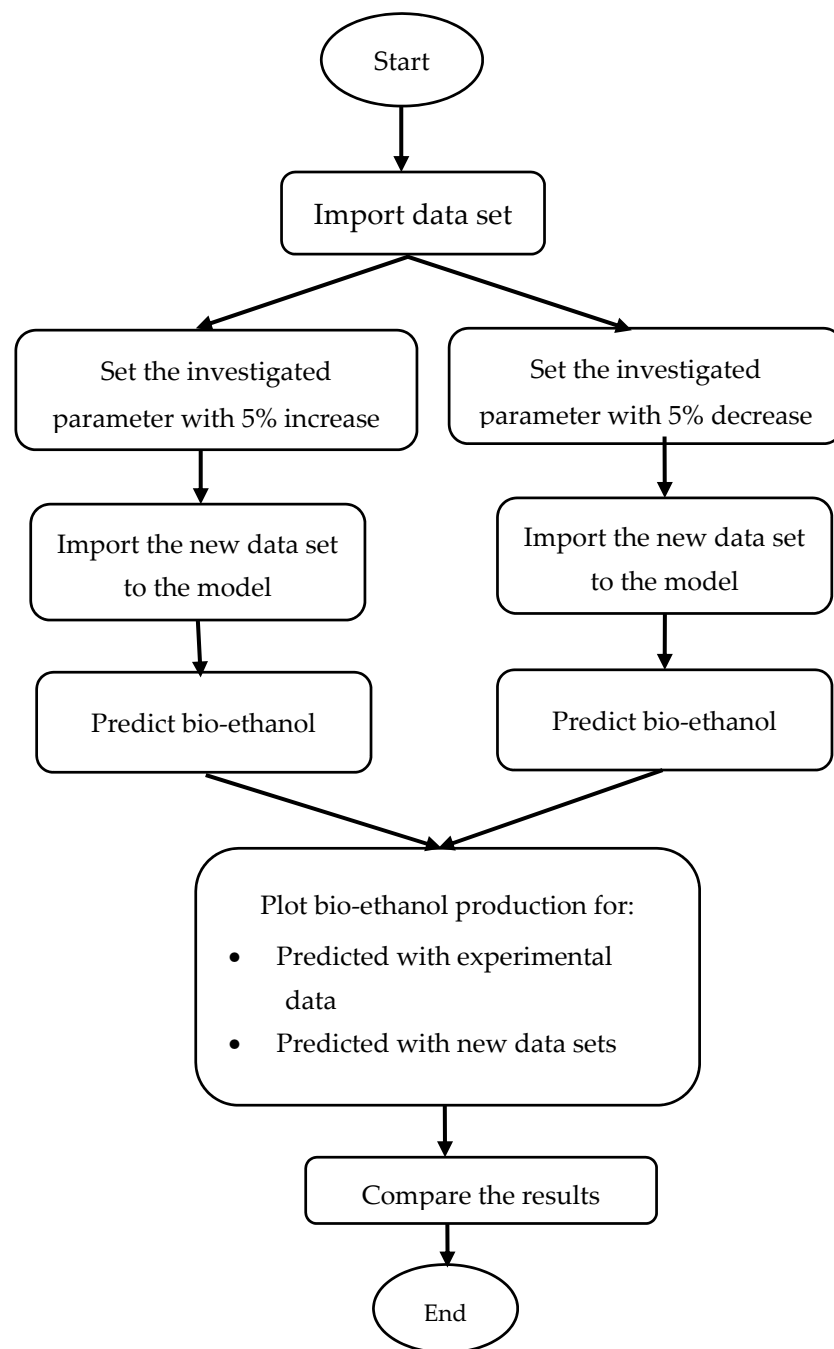 Start
Import data set
Set the investigated
parameter with 5% increase
Set the investigated
parameter with 5% decrease
Import the new data set
to the model
Import the new data set
to the model
Predict bio-ethanol
Predict bio-ethanol
Plot bio-ethanol production for:
• Predicted with experimental
data
• Predicted with new data sets
Compare the results
End